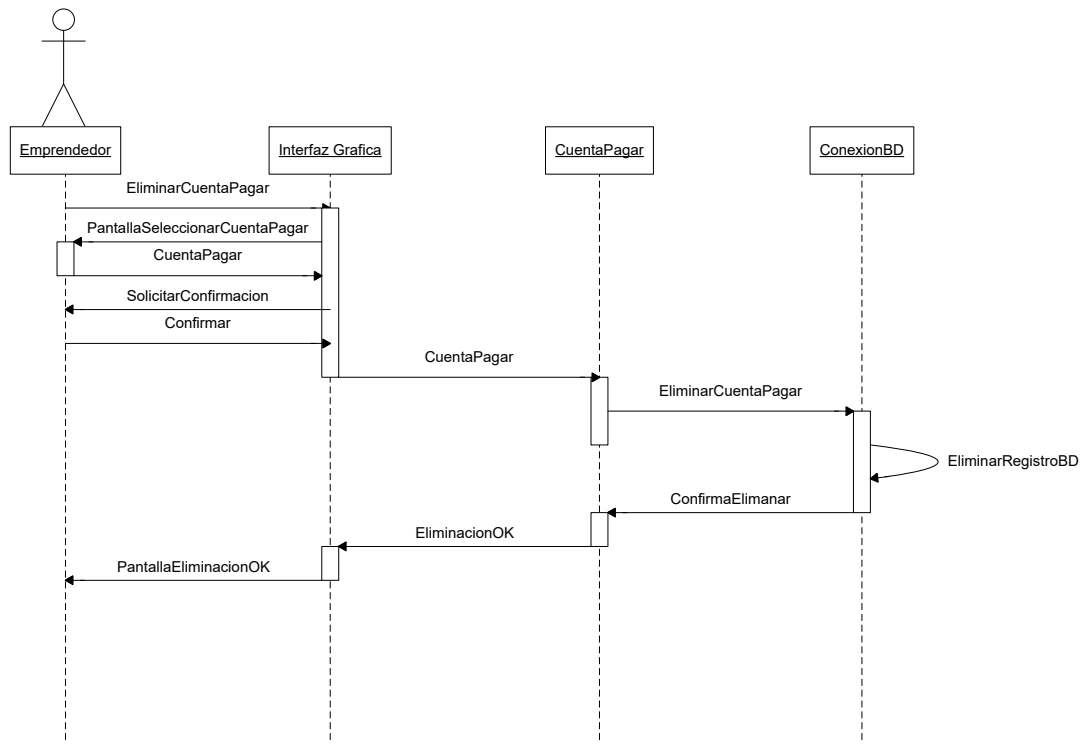 Emprendedor
Interfaz Grafica
CuentaPagar
ConexionBD
EliminarCuentaPagar
PantallaSeleccionarCuentaPagar
CuentaPagar
SolicitarConfirmacion
Confirmar
CuentaPagar
EliminarCuentaPagar
EliminarRegistroBD
ConfirmaElimanar
EliminacionOK
PantallaEliminacionOK